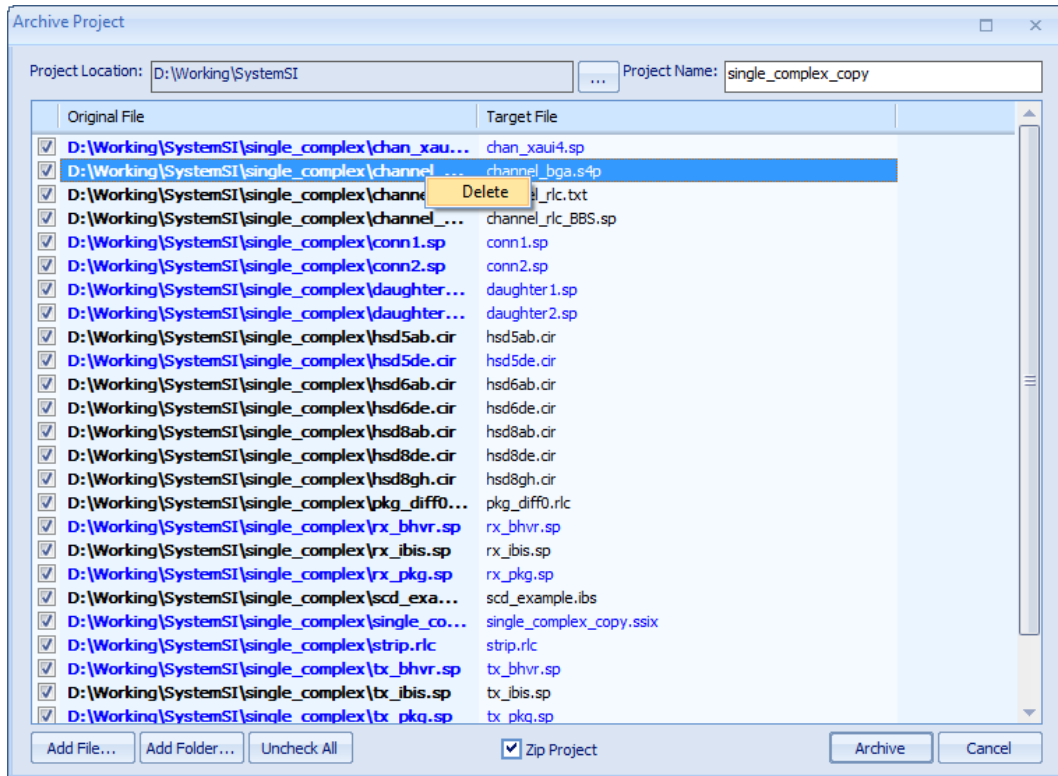 Archive Project
Project Location: D:\Working\SystemSI ... Project Name: single_complex_copy
Original File Target File
D:\Working\SystemSI\single_complex\chan_xau... chan_xaui4.sp
D:\Working\SystemSI\single_complex\channel_... channel_bga.s4p
D:\Working\SystemSI\single_complex\channe Delete l_rlc.txt
D:\Working\SystemSI\single_complex\channel_... channel_rlc_BBS.sp
D:\Working\SystemSI\single_complex\conn1.sp conn1.sp
D:\Working\SystemSI\single_complex\conn2.sp conn2.sp
D:\Working\SystemSI\single_complex\daughter... daughter1.sp
D:\Working\SystemSI\single_complex\daughter... daughter2.sp
D:\Working\SystemSI\single_complex\hsd5ab.cir hsd5ab.cir
D:\Working\SystemSI\single_complex\hsd5de.cir hsd5de.cir
D:\Working\SystemSI\single_complex\hsd6ab.cir hsd6ab.cir
D:\Working\SystemSI\single_complex\hsd6de.cir hsd6de.cir
D:\Working\SystemSI\single_complex\hsd8ab.cir hsd8ab.cir
D:\Working\SystemSI\single_complex\hsd8de.cir hsd8de.cir
D:\Working\SystemSI\single_complex\hsd8gh.cir hsd8gh.cir
D:\Working\SystemSI\single_complex\pkg_diff0... pkg_diff0.rlc
D:\Working\SystemSI\single_complex\rx_bhvr.sp rx_bhvr.sp
D:\Working\SystemSI\single_complex\rx_ibis.sp rx_ibis.sp
D:\Working\SystemSI\single_complex\rx_pkg.sp rx_pkg.sp
D:\Working\SystemSI\single_complex\scd_exa... scd_example.ibs
D:\Working\SystemSI\single_complex\single_co... single_complex_copy.ssix
D:\Working\SystemSI\single_complex\strip.rlc strip.rlc
D:\Working\SystemSI\single_complex\tx_bhvr.sp tx_bhvr.sp
D:\Working\SystemSI\single_complex\tx_ibis.sp tx_ibis.sp
D:\Working\SystemSI\single_complex\tx_pkg.sp tx_pkg.sp
Add File... Add Folder... Uncheck All Zip Project Archive Cancel